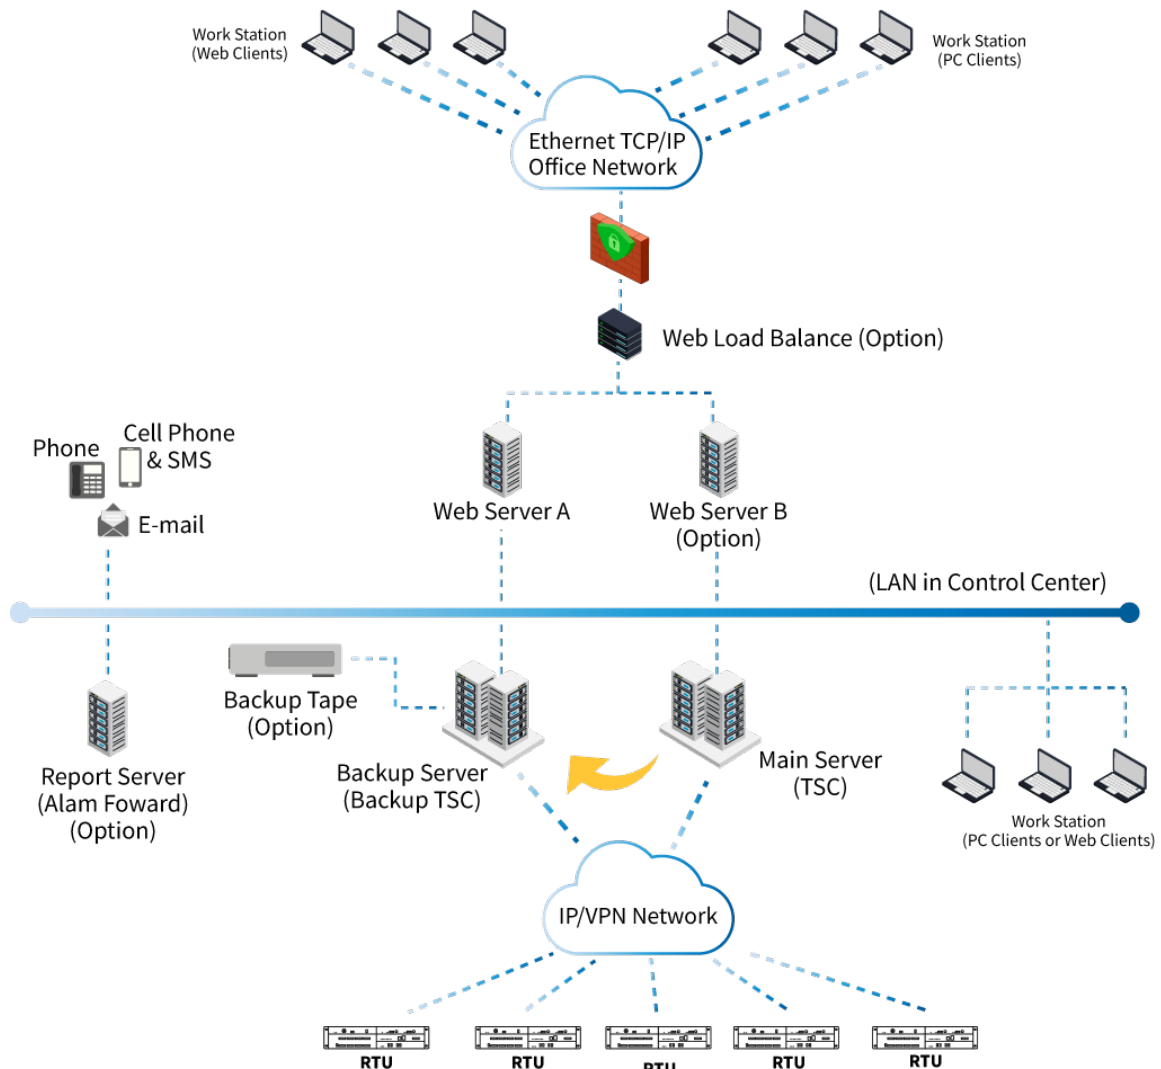 Work Station
(Web Clients)
Work Station
(PC Clients)
Ethernet TCP/IP
Office Network
Web Load Balance (Option)
Phone
Cell Phone
& SMS
E-mail
Web Server A
Web Server B
(Option)
(LAN in Control Center)
Backup Tape
(Option)
Report Server
(Alam Foward)
(Option)
Backup Server
(Backup TSC)
Main Server
(TSC)
Work Station
(PC Clients or Web Clients)
IP/VPN Network
RTU
RTU
RTU
RTU
RTU